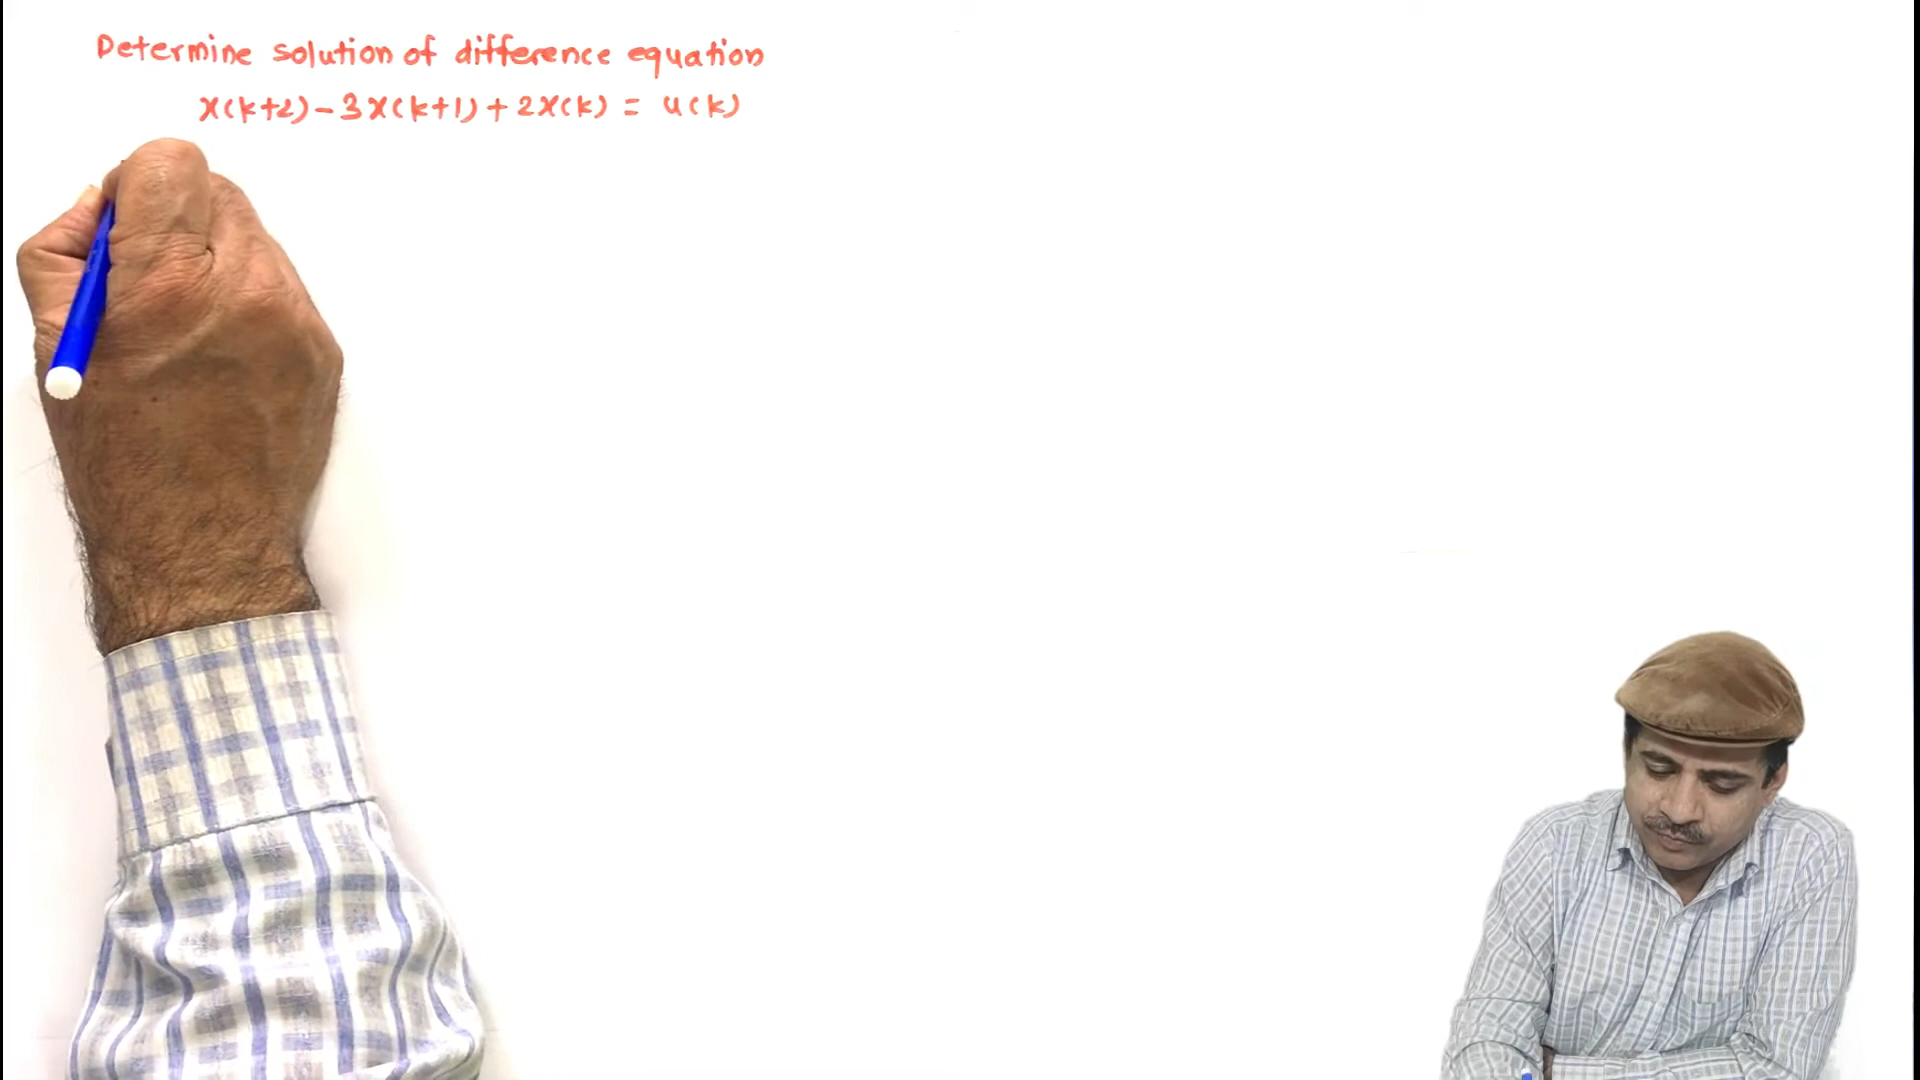 Determine solution of difference equation
x(k+2) - 3x(k+1) + 2x(k) = u(k)